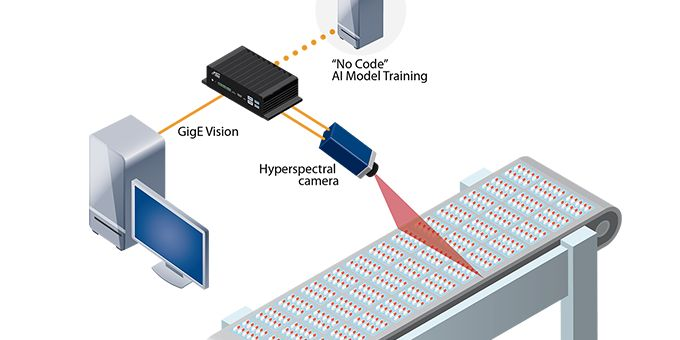 “No Code”
AI Model Training
GigE Vision
Hyperspectral
camera